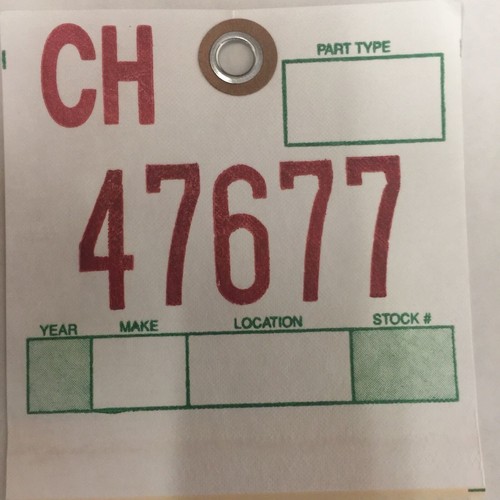 CH
PART TYPE
47677
YEAR MAKE LOCATION STOCK #